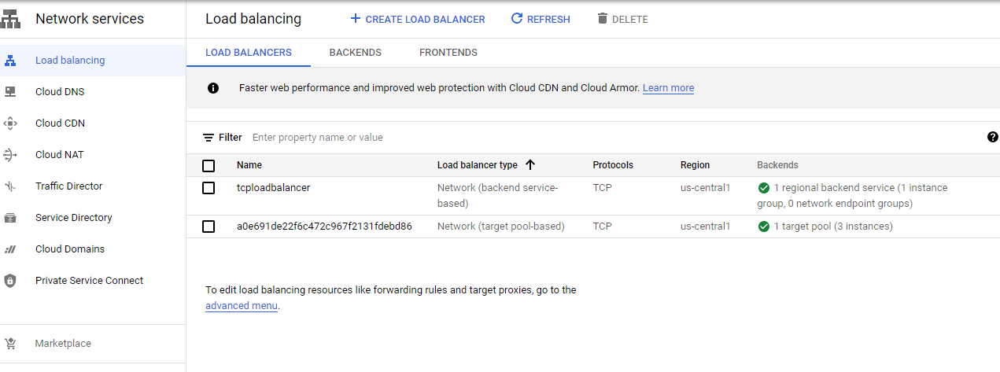 Network services
Load balancing
CREATE LOAD BALANCER
REFRESH
DELETE
Load balancing
Cloud DNS
Cloud CDN
Cloud NAT
Traffic Director
Service Directory
Cloud Domains
Private Service Connect
Marketplace
LOAD BALANCERS BACKENDS FRONTENDS
Faster web performance and improved web protection with Cloud CDN and Cloud Armor. Learn more
Filter Enter property name or value
Name Load balancer type Protocols Region Backends
tcploadbalancer Network (backend service- TCP us-central1 1 regional backend service (1 instance
based) group, 0 network endpoint groups)
a0e691de22f6c472c967f2131fdebd86 Network (target pool-based) TCP us-central1 1 target pool (3 instances)
To edit load balancing resources like forwarding rules and target proxies, go to the
advanced menu.